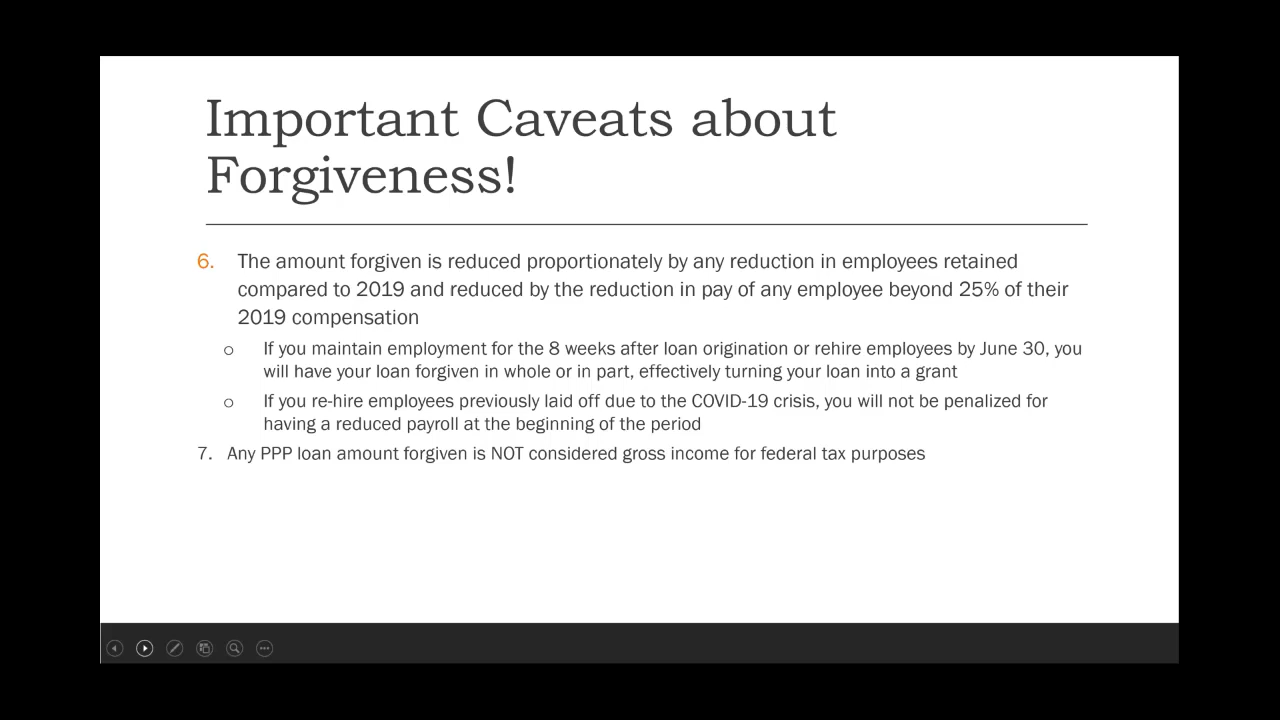 Important Caveats about
Forgiveness!
6. The amount forgiven is reduced proportionately by any reduction in employees retained
compared to 2019 and reduced by the reduction in pay of any employee beyond 25% of their
2019 compensation
o If you maintain employment for the 8 weeks after loan origination or rehire employees by June 30, you
will have your loan forgiven in whole or in part, effectively turning your loan into a grant
o If you re-hire employees previously laid off due to the COVID-19 crisis, you will not be penalized for
having a reduced payroll at the beginning of the period
7. Any PPP loan amount forgiven is NOT considered gross income for federal tax purposes